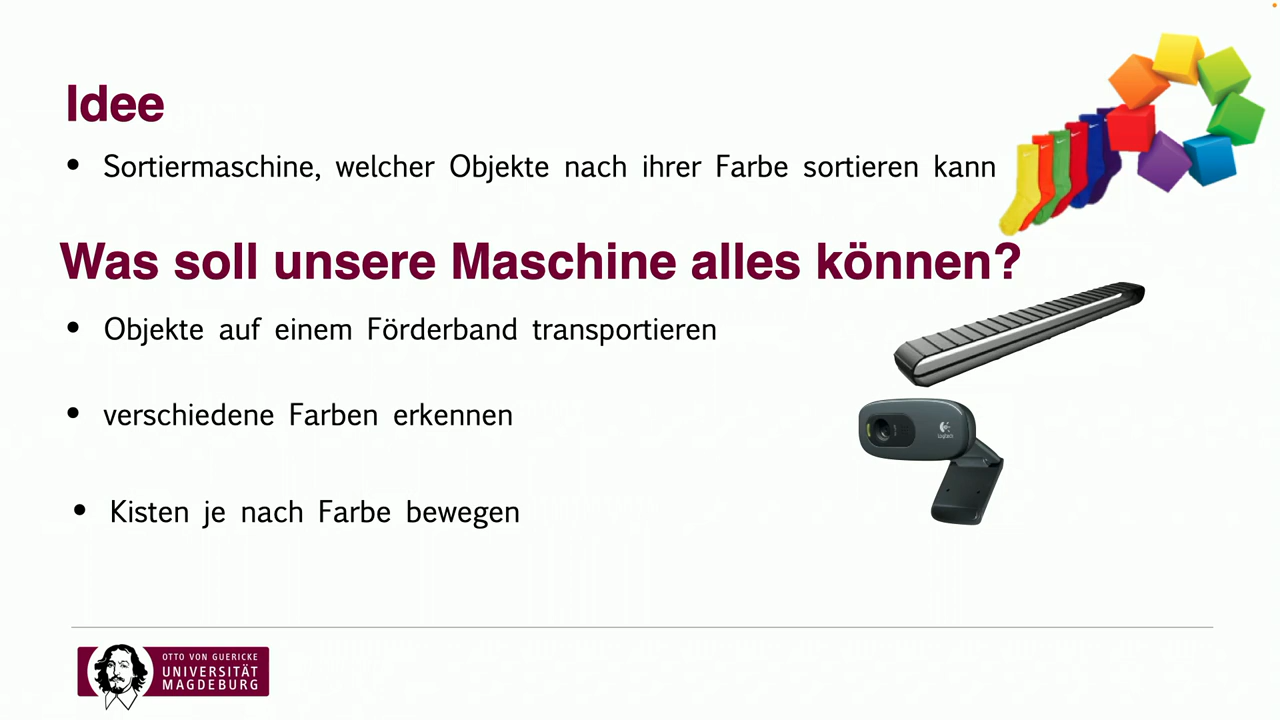 Idee
• Sortiermaschine, welcher Objekte nach ihrer Farbe sortieren kann
Was soll unsere Maschine alles können?
• Objekte auf einem Förderband transportieren
• verschiedene Farben erkennen
Logitech
• Kisten je nach Farbe bewegen
OTTO VON GUERICKE
UNIVERSITÄT
MAGDEBURG